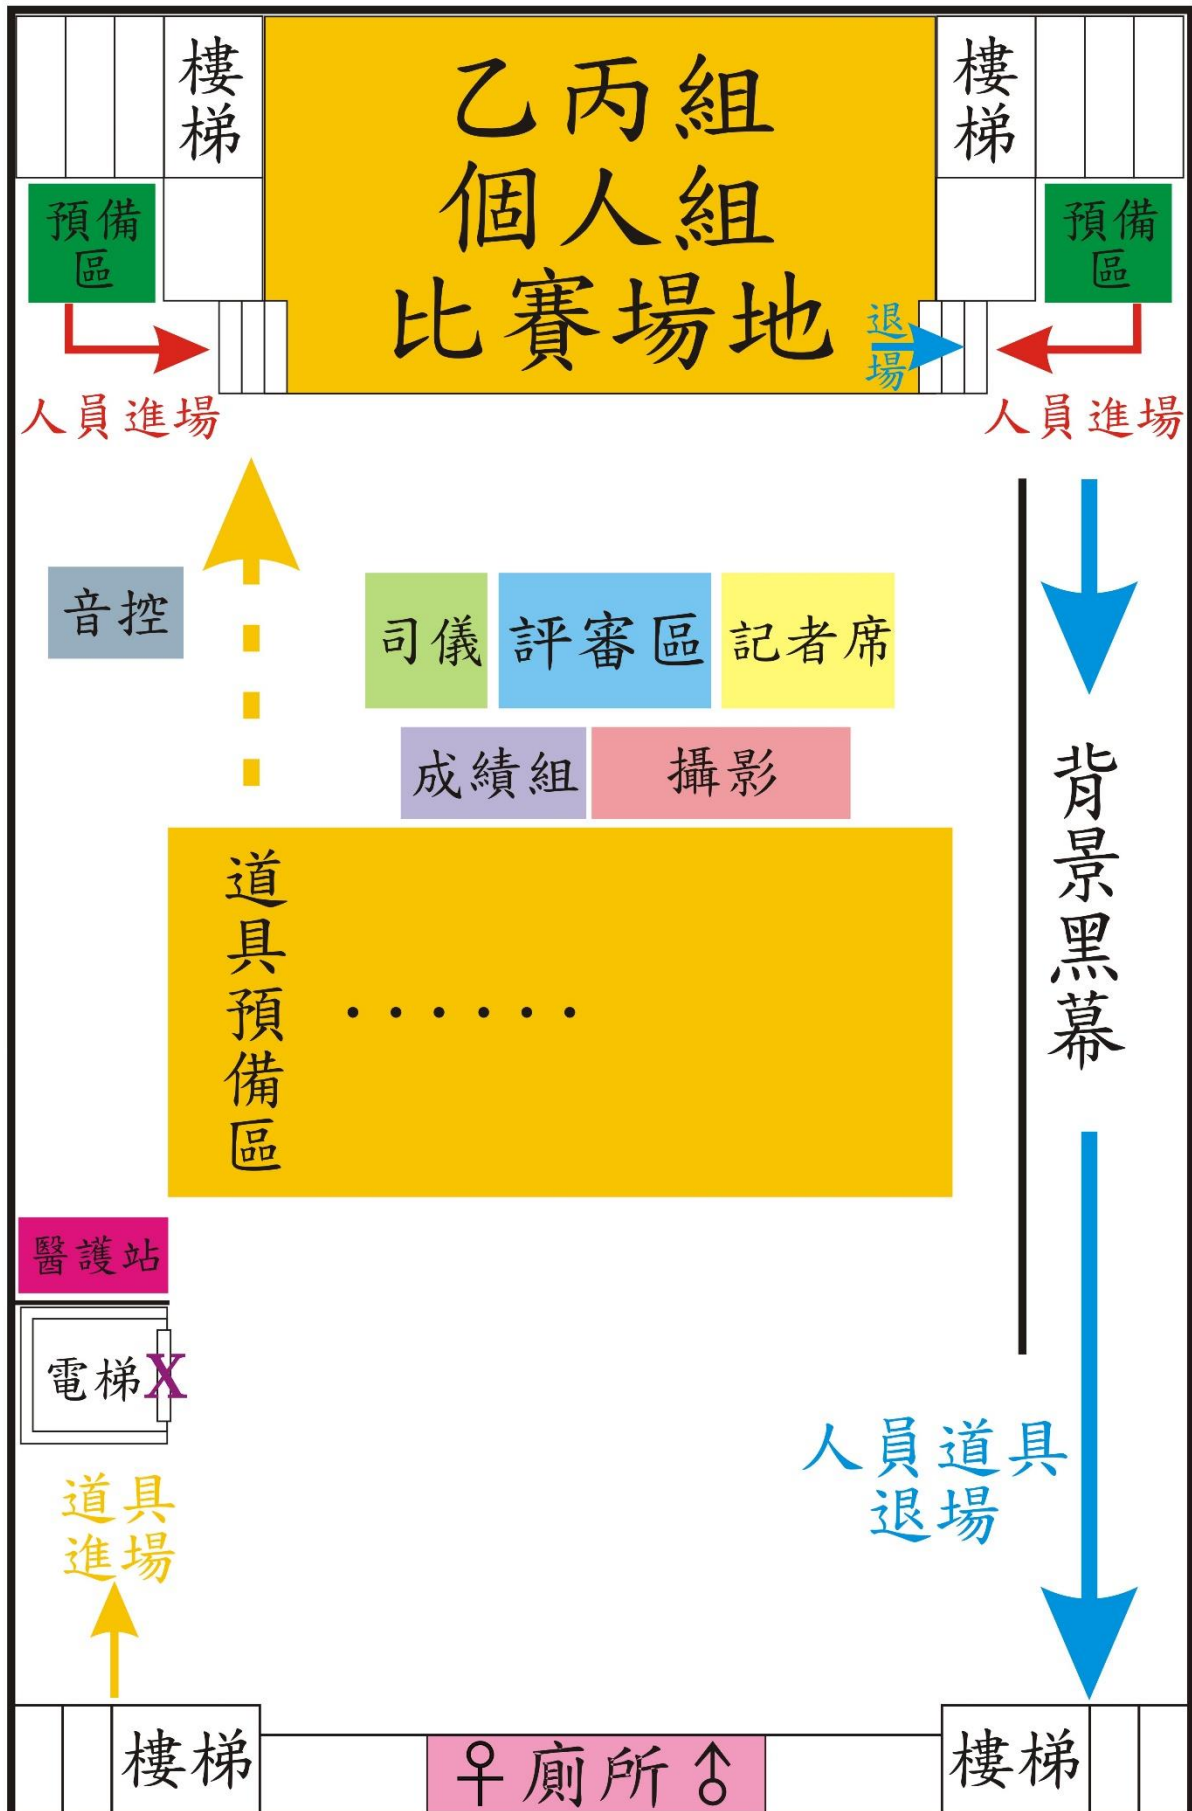 樓梯
乙丙組
個人組
比賽場地
樓梯
預備
區
預備
區
退場
人員進場
人員進場
音控
司儀
評審區
記者席
成績組
攝影
背景黑幕
道具預備區
······
醫護站
電梯X
人員道具
退場
道具
進場
樓梯
♀廁所♂
樓梯